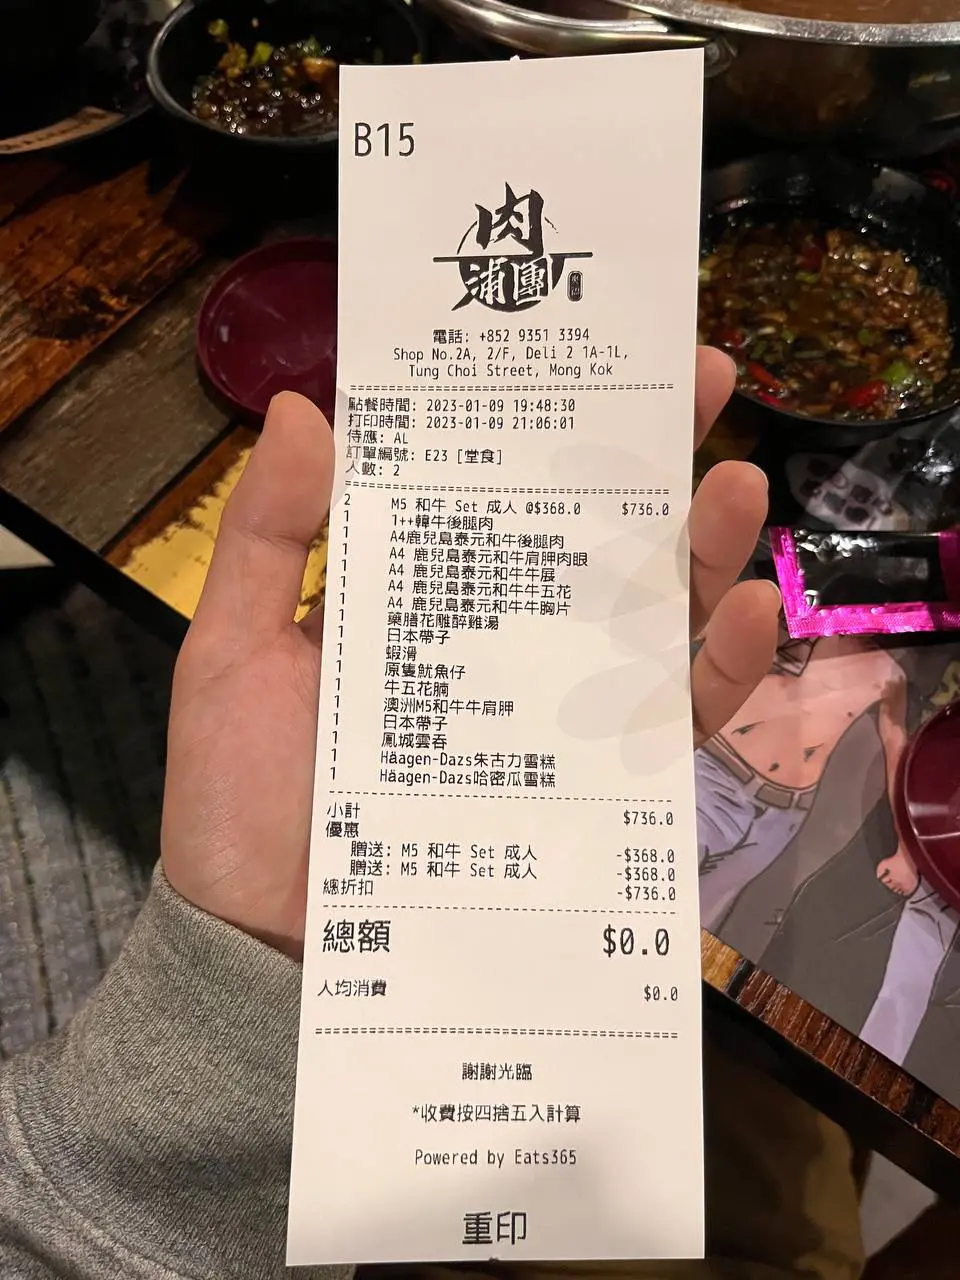 B15
肉
蒲團
電話: +852 9351 3394
Shop No.2A, 2/F, Deli 2 1A-1L,
Tung Choi Street, Mong Kok
點餐時間: 2023-01-09 19:48:30
打印時間: 2023-01-09 21:06:01
侍應: AL
訂單編號: E23 [堂食]
人數: 2
2 M5 和牛 Set 成人 @$368.0 $736.0
1 1++韓牛後腿肉
1 A4鹿兒島泰元和牛後腿肉
1 A4 鹿兒島泰元和牛肩胛肉眼
1 A4 鹿兒島泰元和牛牛展
1 A4 鹿兒島泰元和牛牛五花
1 A4 鹿兒島泰元和牛牛胸片
1 藥膳花雕醉雞湯
1 日本帶子
1 蝦滑
1 原隻魷魚仔
1 牛五花腩
1 澳洲M5和牛牛肩胛
1 日本帶子
1 鳳城雲吞
1 Häagen-Dazs朱古力雪糕
1 Häagen-Dazs哈密瓜雪糕
小計 $736.0
優惠
贈送: M5 和牛 Set 成人 -$368.0
贈送: M5 和牛 Set 成人 -$368.0
總折扣 -$736.0
總額 $0.0
人均消費 $0.0
謝謝光臨
*收費按四捨五入計算
Powered by Eats365
重印